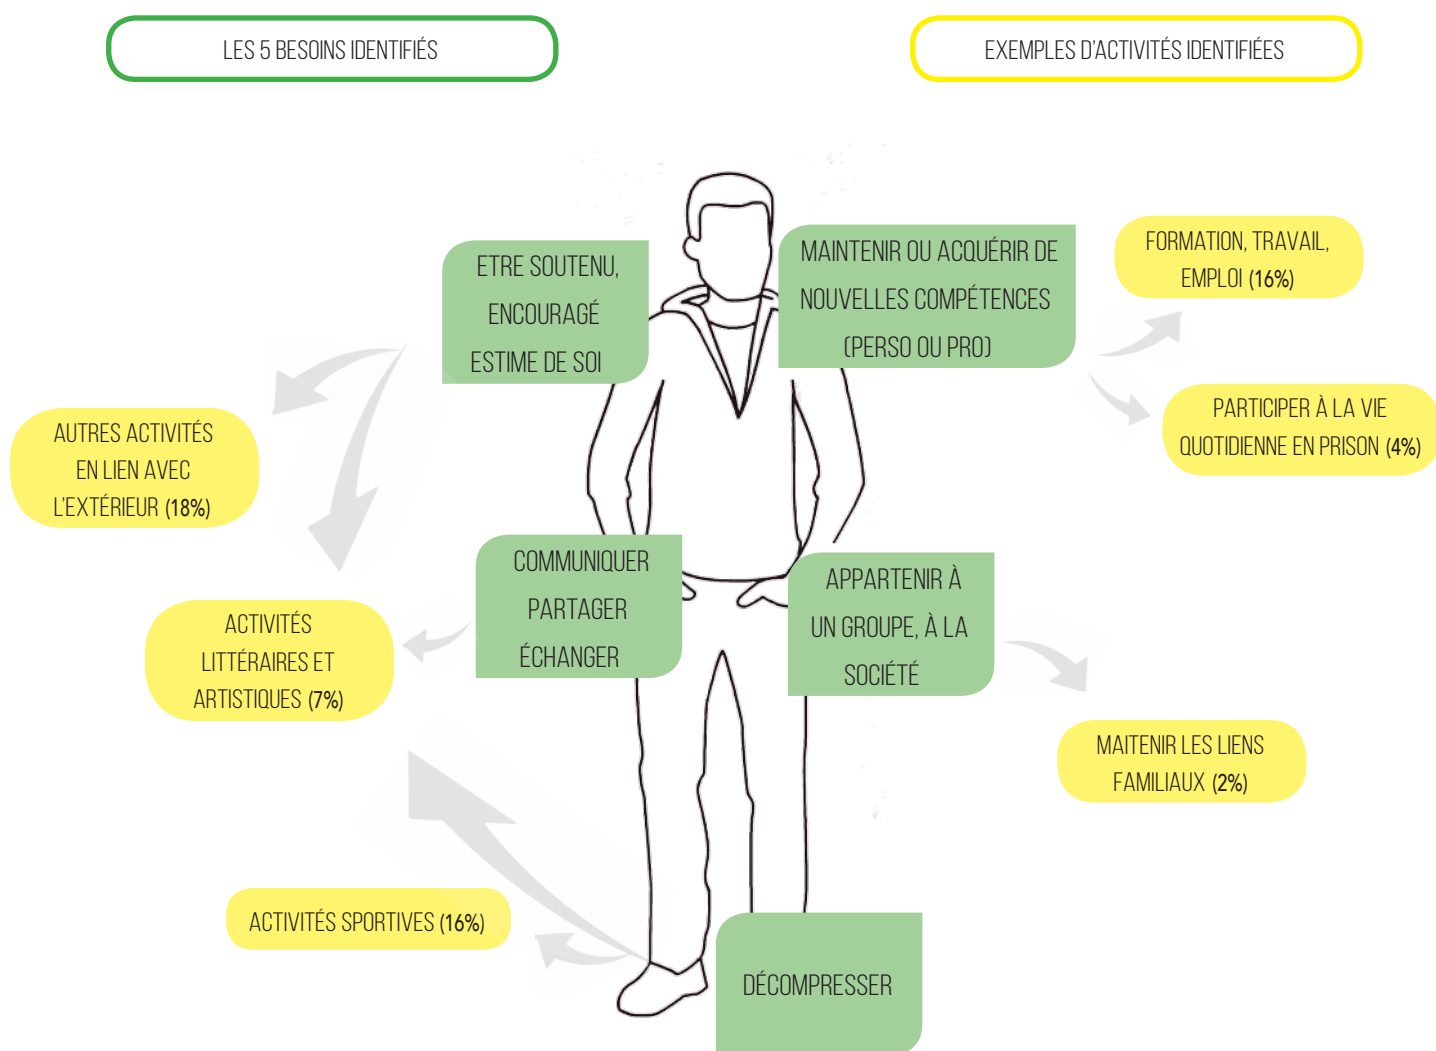 LES 5 BESOINS IDENTIFIÉS
EXEMPLES D'ACTIVITÉS IDENTIFIÉES
ETRE SOUTENU,
ENCOURAGÉ
ESTIME DE SOI
MAINTENIR OU ACQUÉRIR DE
NOUVELLES COMPÉTENCES
(PERSO OU PRO)
FORMATION, TRAVAIL,
EMPLOI (16%)
PARTICIPER À LA VIE
QUOTIDIENNE EN PRISON (4%)
AUTRES ACTIVITÉS
EN LIEN AVEC
L'EXTÉRIEUR (18%)
COMMUNIQUER
PARTAGER
ÉCHANGER
APPARTENIR À
UN GROUPE, À LA
SOCIÉTÉ
ACTIVITÉS
LITTÉRAIRES ET
ARTISTIQUES (7%)
MAITENIR LES LIENS
FAMILIAUX (2%)
ACTIVITÉS SPORTIVES (16%)
DÉCOMPRESSER